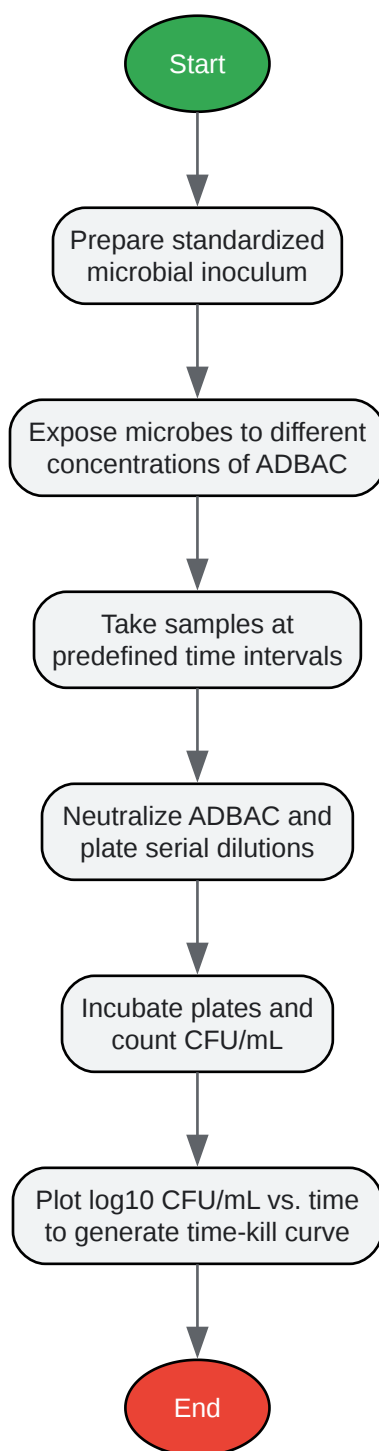 Start
Prepare standardized
microbial inoculum
Expose microbes to different
concentrations of ADBAC
Take samples at
predefined time intervals
Neutralize ADBAC and
plate serial dilutions
Incubate plates and
count CFU/mL
Plot log10 CFU/mL vs. time
to generate time-kill curve
End